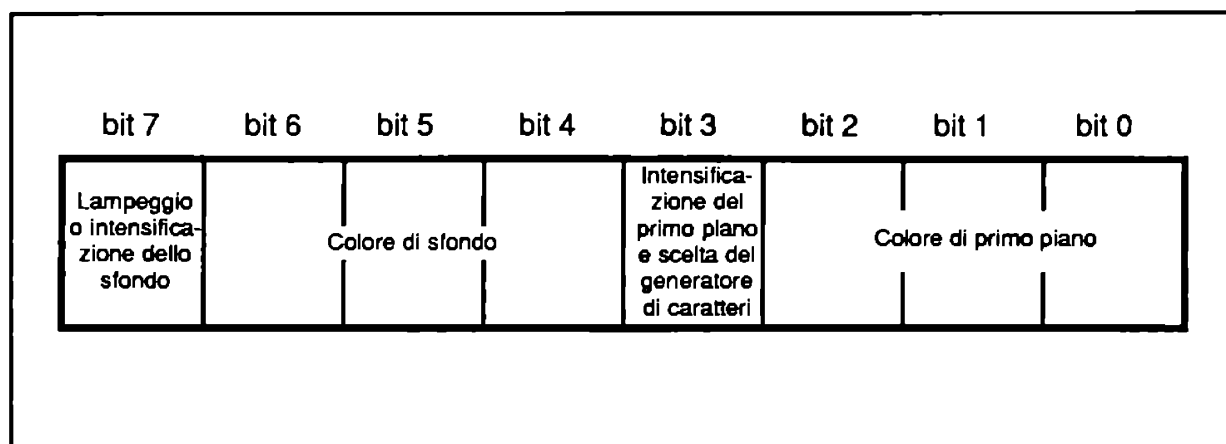 bit 7 bit 6 bit 5 bit 4 bit 3 bit 2 bit 1 bit 0
Lampeggio
o intensifica-
zione dello
sfondo
Colore di sfondo
Intensifica-
zione del
primo piano
e scelta del
generatore
di caratteri
Colore di primo piano